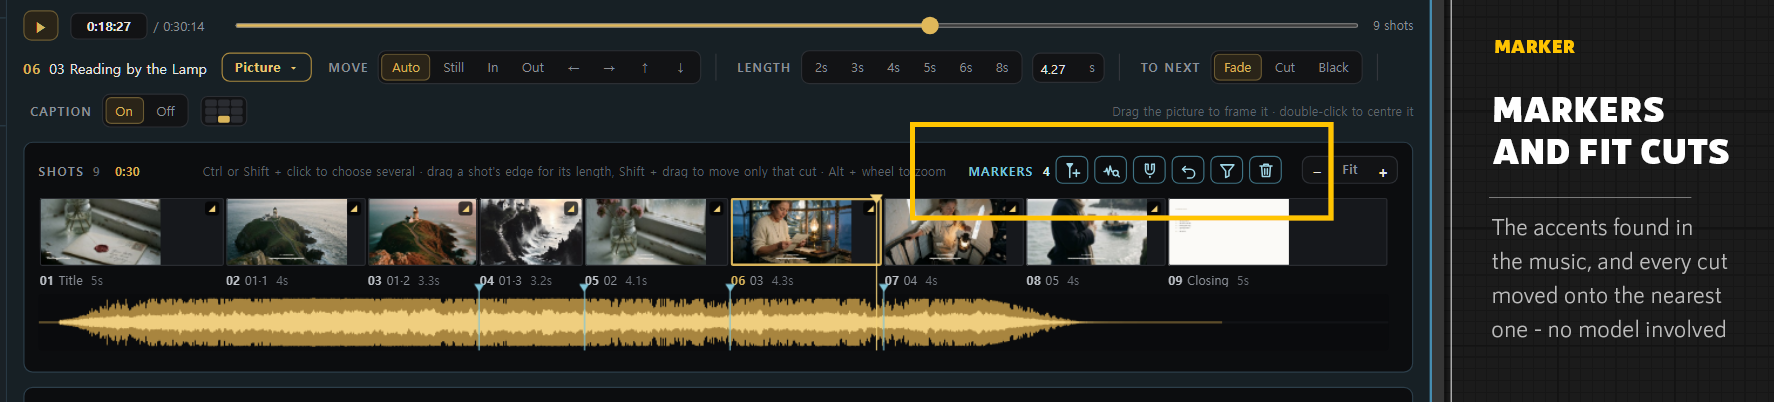 0:18:27 / 0:30:14 9 shots
06 03 Reading by the Lamp Picture MOVE Auto Still In Out ← → ↑ ↓ LENGTH 2s 3s 4s 5s 6s 8s 4.27 s TO NEXT Fade Cut Black
CAPTION On Off Drag the picture to frame it · double-click to centre it
SHOTS 9 0:30 Ctrl or Shift + click to choose several · drag a shot's edge for its length, Shift + drag to move only that cut · Alt + wheel to zoom MARKERS 4 − Fit +
01 Title 5s 02 01-1 4s 03 01-2 3.3s 04 01-3 3.2s 05 02 4.1s 06 03 4.3s 07 04 4s 08 05 4s 09 Closing 5s
MARKER
MARKERS
AND FIT CUTS
The accents found in
the music, and every cut
moved onto the nearest
one - no model involved